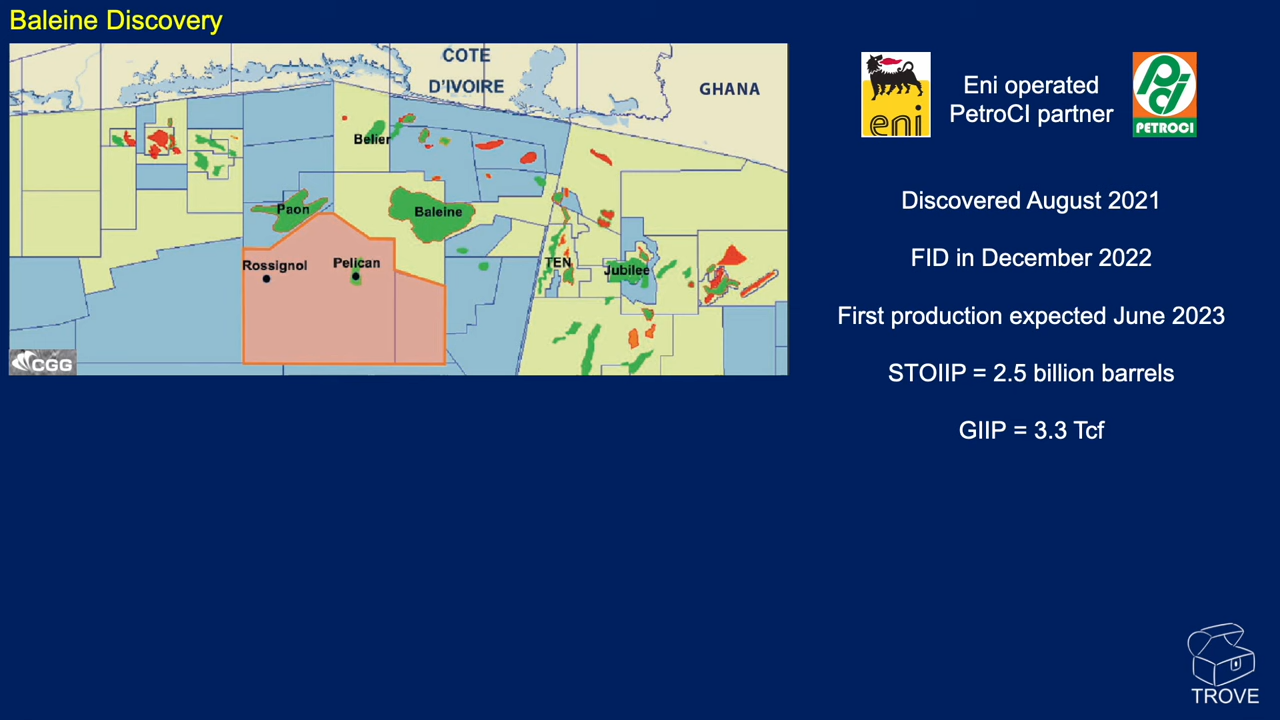 Baleine Discovery
COTE
D'IVOIRE
GHANA
Belier
Paon
Baleine
Rossignol
Pelican
TEN
Jubilee
CGG
eni
Eni operated
PetroCI partner
PCI
PETROCI
Discovered August 2021
FID in December 2022
First production expected June 2023
STOIIP = 2.5 billion barrels
GIIP = 3.3 Tcf
TROVE